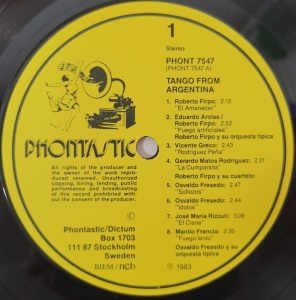 1
Stereo
PHONT 7547
(PHONT 7547 A)
TANGO FROM
ARGENTINA
PHONTASTIC
All rights of the producer and
of the owner of the work repro-
duced reserved. Unauthorized
copying, hiring, lending, public
performance and broadcasting
of this record prohibited with-
out the consent of the producer.
1. Roberto Firpo: 2.12
"El Amanecer"
2. Eduardo Arolas /
Roberto Firpo: 2.52
"Fuego artificiales"
Roberto Firpo y su orquesta típica
3. Vicente Greco: 2.43
"Rodriguez Peña"
4. Gerardo Matos Rodriguez: 2.31
"La Cumparsita"
Roberto Firpo y su cuarteto
5. Osvaldo Fresedo: 2.40
"Sollozos"
6. Osvaldo Fresedo: 2.44
"Idolos"
7. José María Rizzuti: 3.08
"El Cisne"
8. Manlio Francia: 2.35
"Fuego lento"
Osvaldo Fresedo y su orquesta típica
©
Phontastic/Dictum
Box 1703
111 87 Stockholm
Sweden
BIEM/ncb
℗ 1983